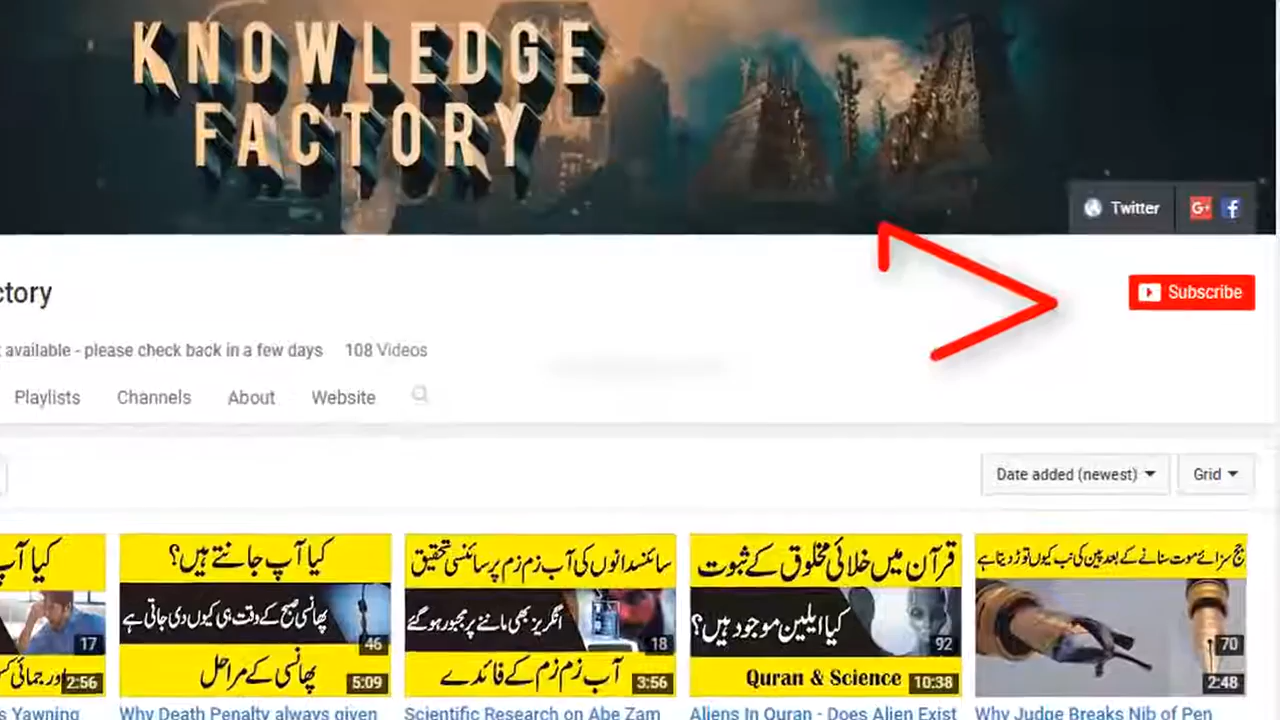 KNOWLEDGE
FACTORY
Twitter
G+
ctory
Subscribe
available - please check back in a few days 108 Videos
Playlists Channels About Website
Date added (newest) Grid
کیا آپ
17
اور جمائی
2:56
s Yawning
کیا آپ جانتے ہیں؟
پھانسی صبح کے وقت ہی کیوں دی جاتی ہے
46
پھانسی کے مراحل
5:09
Why Death Penalty always given
سائنسدانوں کی آب زم زم پر سائنسی تحقیق
انگریز بھی ماننے پر مجبور ہو گئے
18
آب زم زم کے فائدے
3:56
Scientific Research on Abe Zam
قرآن میں خلائی مخلوق کے ثبوت
کیا ایلین موجود ہیں؟
92
Quran & Science
10:38
Aliens In Quran - Does Alien Exist
جج سزائے موت سنانے کے بعد پین کی نب کیوں توڑ دیتا ہے
70
2:48
Why Judge Breaks Nib of Pen